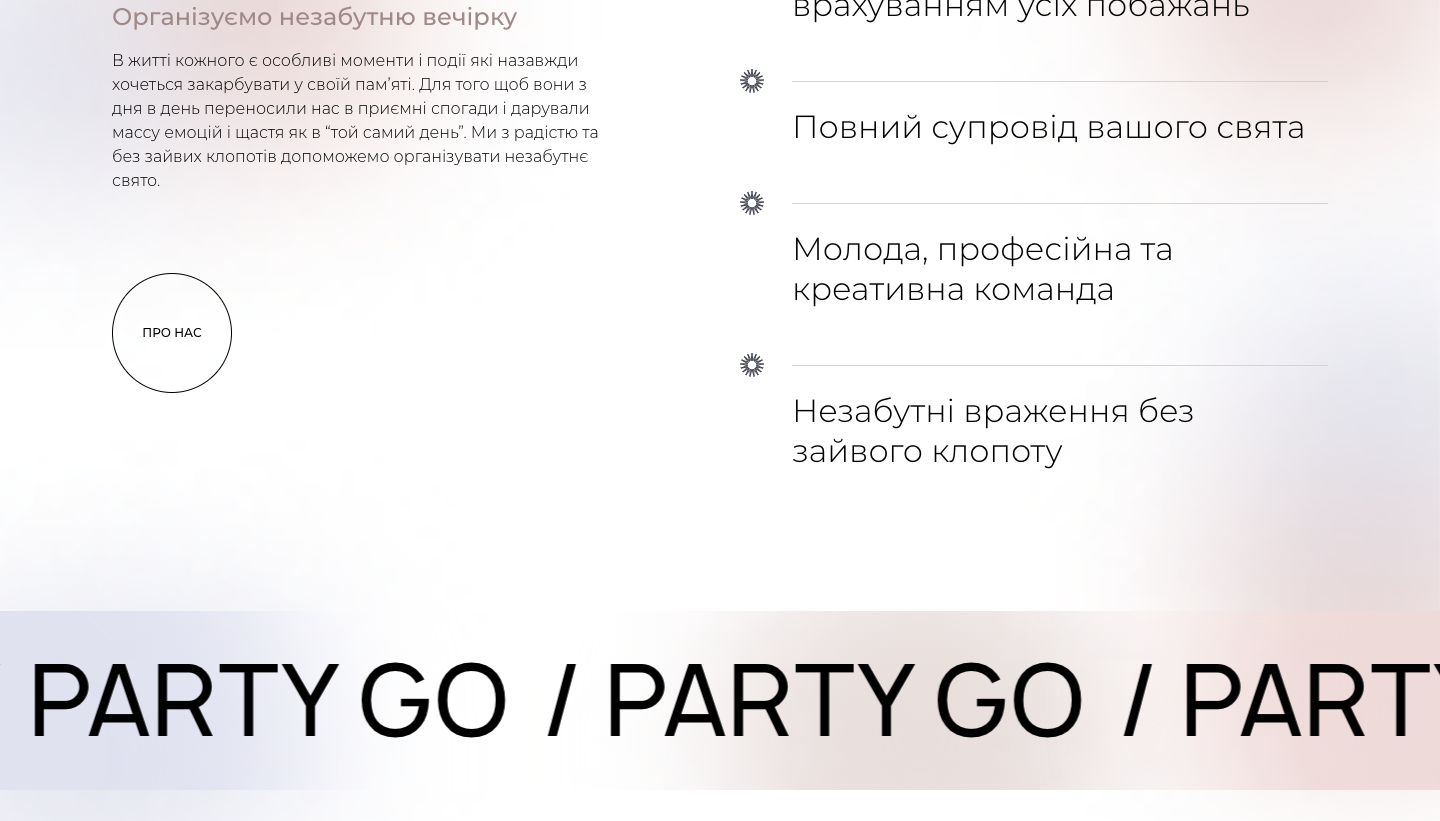 Організуємо незабутню вечірку
В житті кожного є особливі моменти і події які назавжди
хочеться закарбувати у своїй пам’яті. Для того щоб вони з
дня в день переносили нас в приємні спогади і дарували
массу емоцій і щастя як в “той самий день”. Ми з радістю та
без зайвих клопотів допоможемо організувати незабутнє
свято.
ПРО НАС
врахуванням усіх побажань
Повний супровід вашого свята
Молода, професійна та
креативна команда
Незабутні враження без
зайвого клопоту
PARTY GO / PARTY GO / PARTY